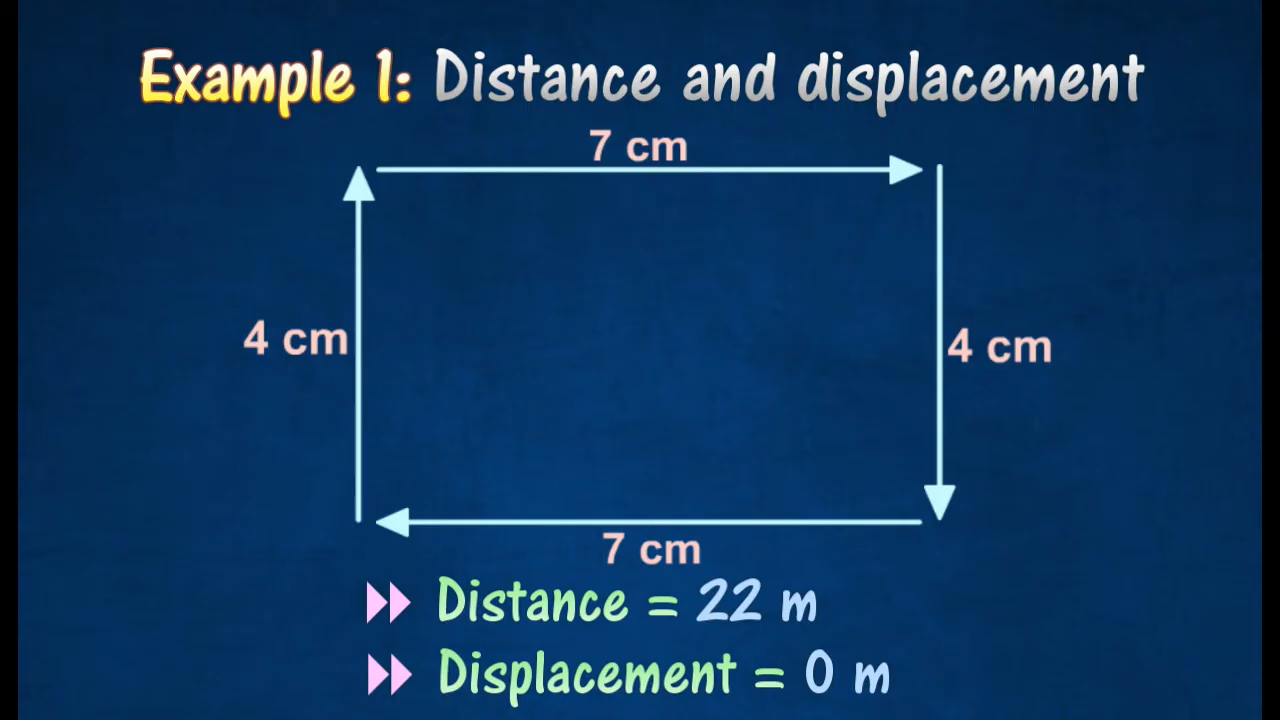 Example 1: Distance and displacement
7 cm
4 cm
4 cm
7 cm
Distance = 22 m
Displacement = 0 m